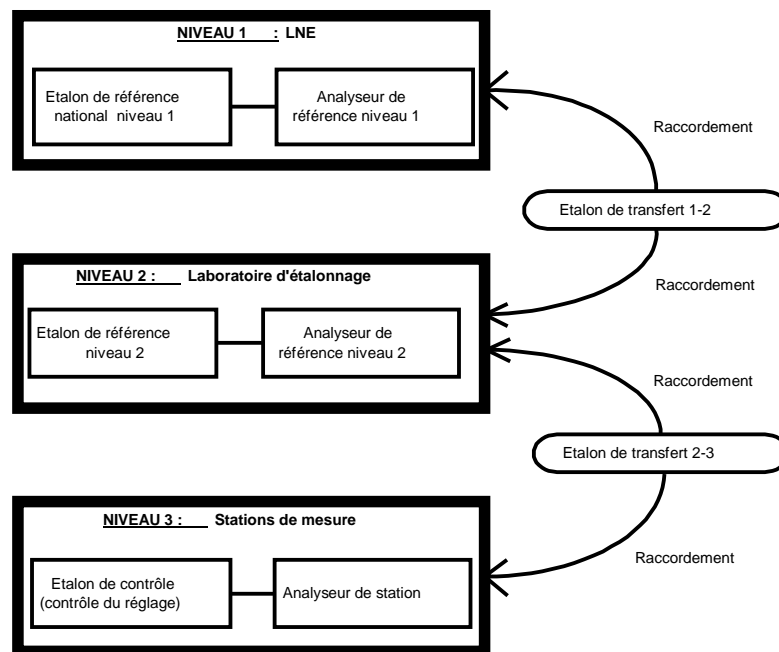 NIVEAU 1 : LNE
Etalon de référence
national niveau 1
Analyseur de
référence niveau 1
Raccordement
Etalon de transfert 1-2
Raccordement
NIVEAU 2 : Laboratoire d'étalonnage
Etalon de référence
niveau 2
Analyseur de
référence niveau 2
Raccordement
Etalon de transfert 2-3
Raccordement
NIVEAU 3 : Stations de mesure
Etalon de contrôle
(contrôle du réglage)
Analyseur de station